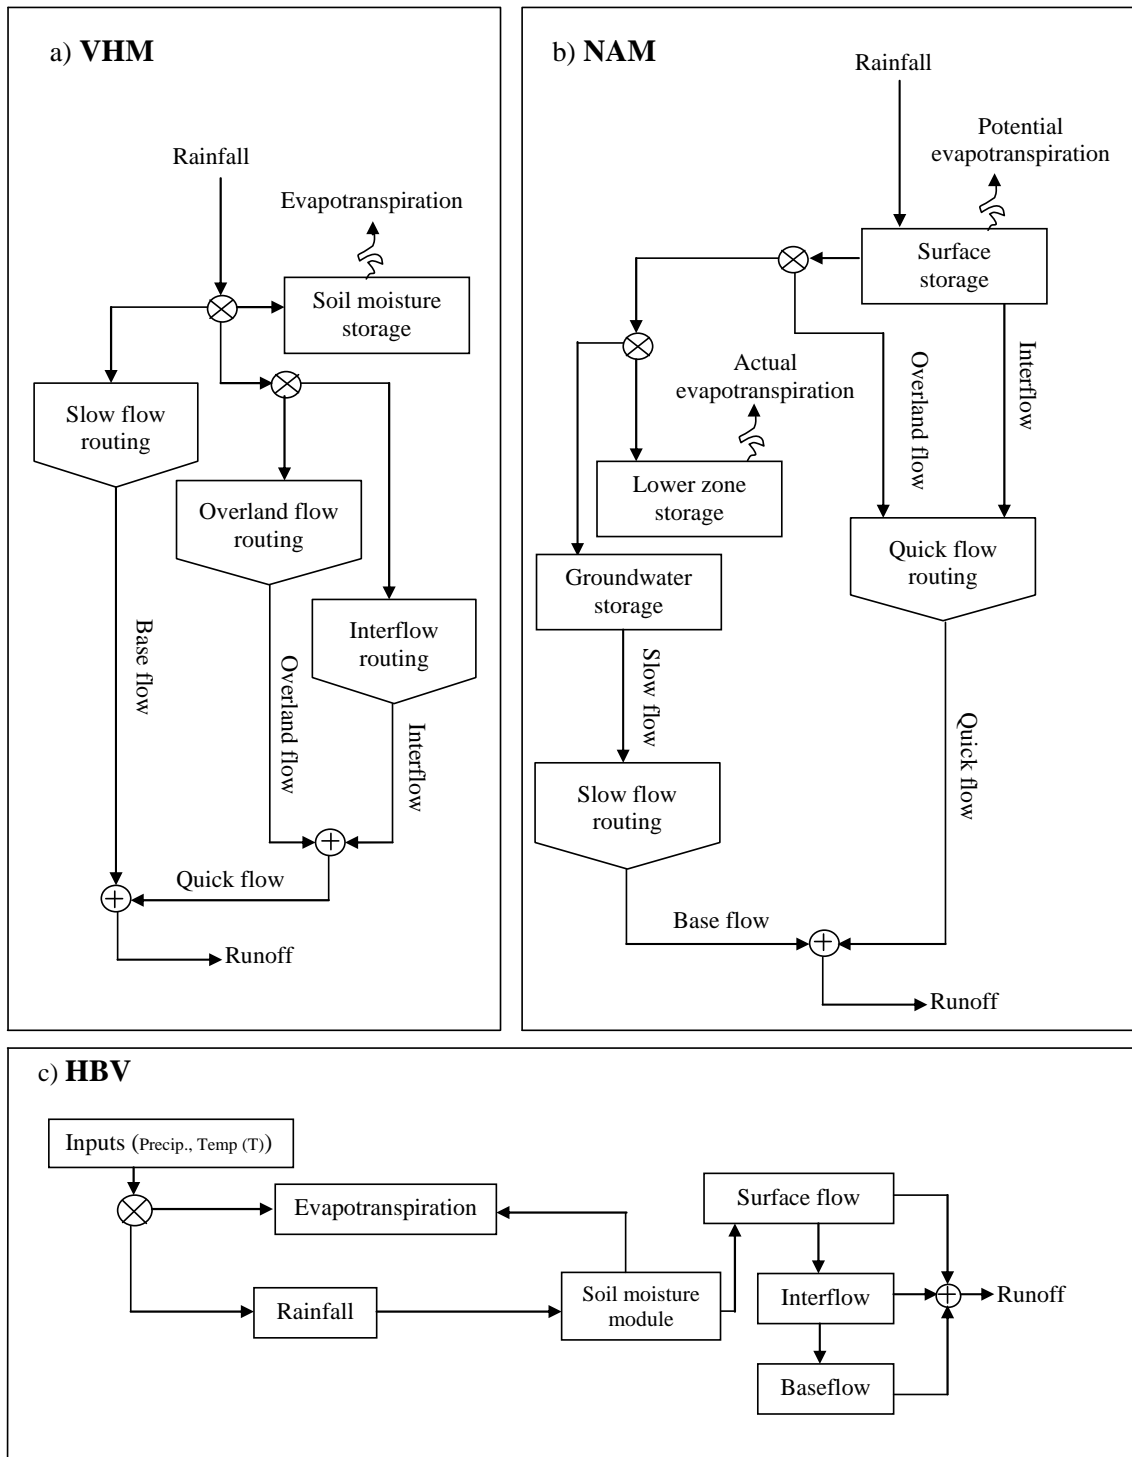 a) VHM
Rainfall
Evapotranspiration
Soil moisture
storage
Slow flow
routing
Overland flow
routing
Interflow
routing
Base flow
Overland flow
Interflow
Quick flow
Runoff
b) NAM
Rainfall
Potential
evapotranspiration
Surface
storage
Actual
evapotranspiration
Overland flow
Interflow
Lower zone
storage
Quick flow
routing
Groundwater
storage
Slow flow
Quick flow
Slow flow
routing
Base flow
Runoff
c) HBV
Inputs (Precip., Temp (T))
Evapotranspiration
Surface flow
Rainfall
Soil moisture
module
Interflow
Runoff
Baseflow